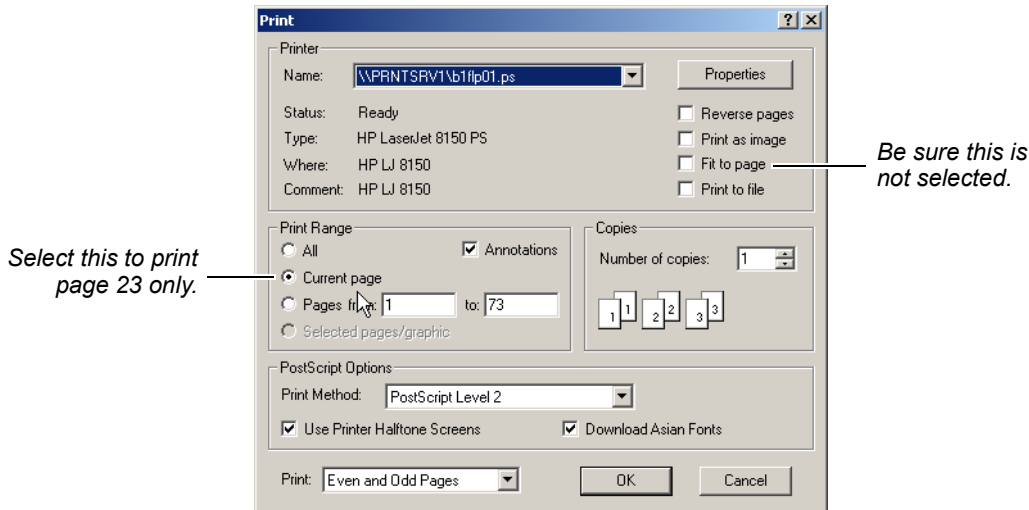 Print
Printer
Name: \\PRNTSRV1\b1flp01.ps Properties
Status: Ready Reverse pages
Type: HP LaserJet 8150 PS Print as image
Where: HP LJ 8150 Fit to page
Comment: HP LJ 8150 Print to file
Be sure this is
not selected.
Print Range
All Annotations
Current page
Pages from: 1 to: 73
Selected pages/graphic
Select this to print
page 23 only.
Copies
Number of copies: 1
1 1 2 2 3 3
PostScript Options
Print Method: PostScript Level 2
Use Printer Halftone Screens Download Asian Fonts
Print: Even and Odd Pages OK Cancel